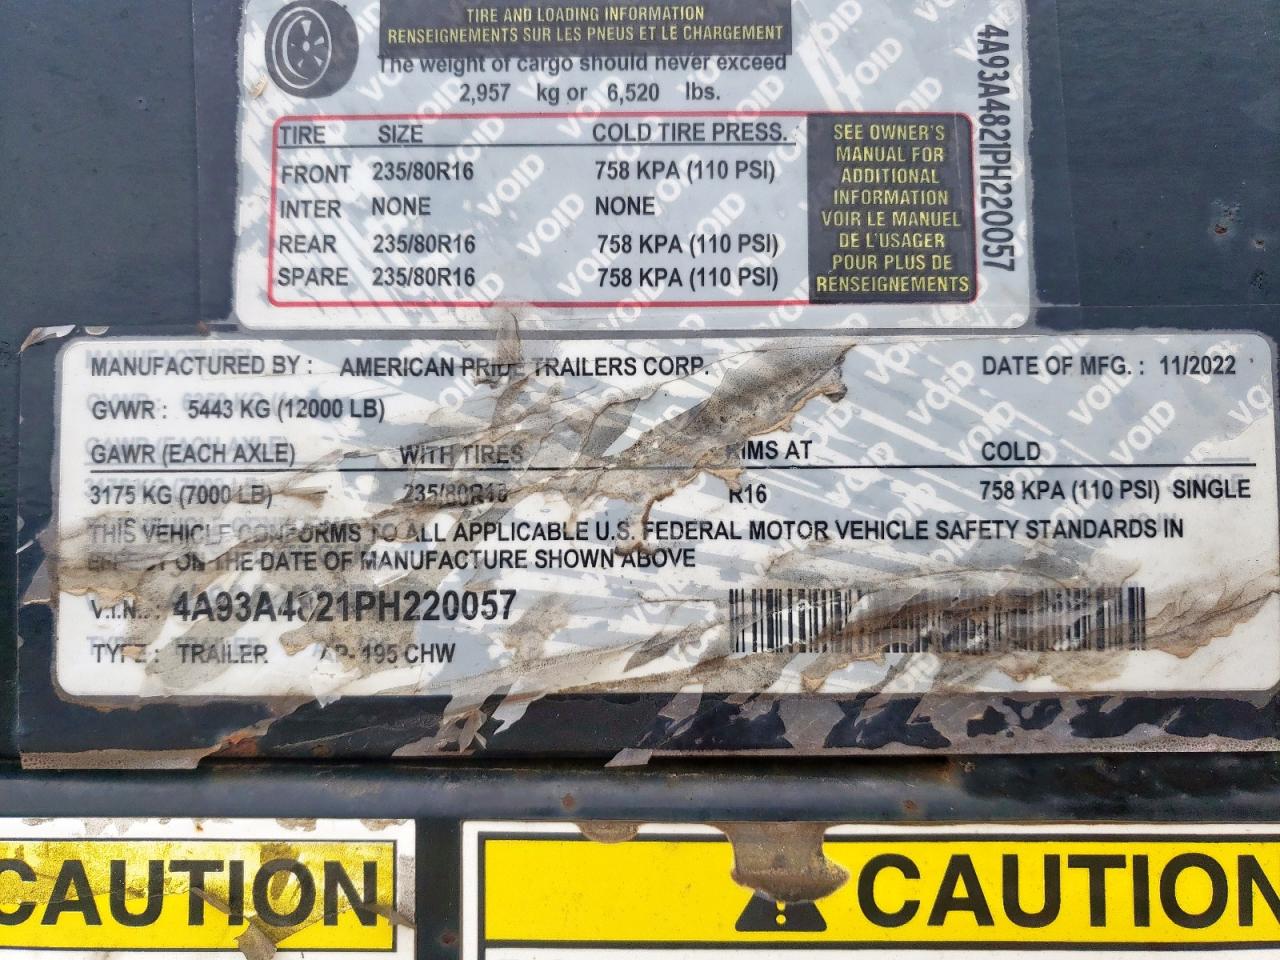 TIRE AND LOADING INFORMATION
RENSEIGNEMENTS SUR LES PNEUS ET LE CHARGEMENT
The weight of cargo should never exceed
2,957 kg or 6,520 lbs.
TIRE SIZE COLD TIRE PRESS.
FRONT 235/80R16 758 KPA (110 PSI)
INTER NONE NONE
REAR 235/80R16 758 KPA (110 PSI)
SPARE 235/80R16 758 KPA (110 PSI)
SEE OWNER'S
MANUAL FOR
ADDITIONAL
INFORMATION
VOIR LE MANUEL
DE L'USAGER
POUR PLUS DE
RENSEIGNEMENTS
4A93A4821PH220057
MANUFACTURED BY : AMERICAN PRIDE TRAILERS CORP. DATE OF MFG. : 11/2022
GVWR : 5443 KG (12000 LB)
GAWR (EACH AXLE) WITH TIRES RIMS AT COLD
3175 KG (7000 LB) 235/80R16 R16 758 KPA (110 PSI) SINGLE
THIS VEHICLE CONFORMS TO ALL APPLICABLE U.S. FEDERAL MOTOR VEHICLE SAFETY STANDARDS IN
EFFECT ON THE DATE OF MANUFACTURE SHOWN ABOVE
V.I.N. : 4A93A4821PH220057
TYPE : TRAILER 195 CHW
CAUTION
CAUTION